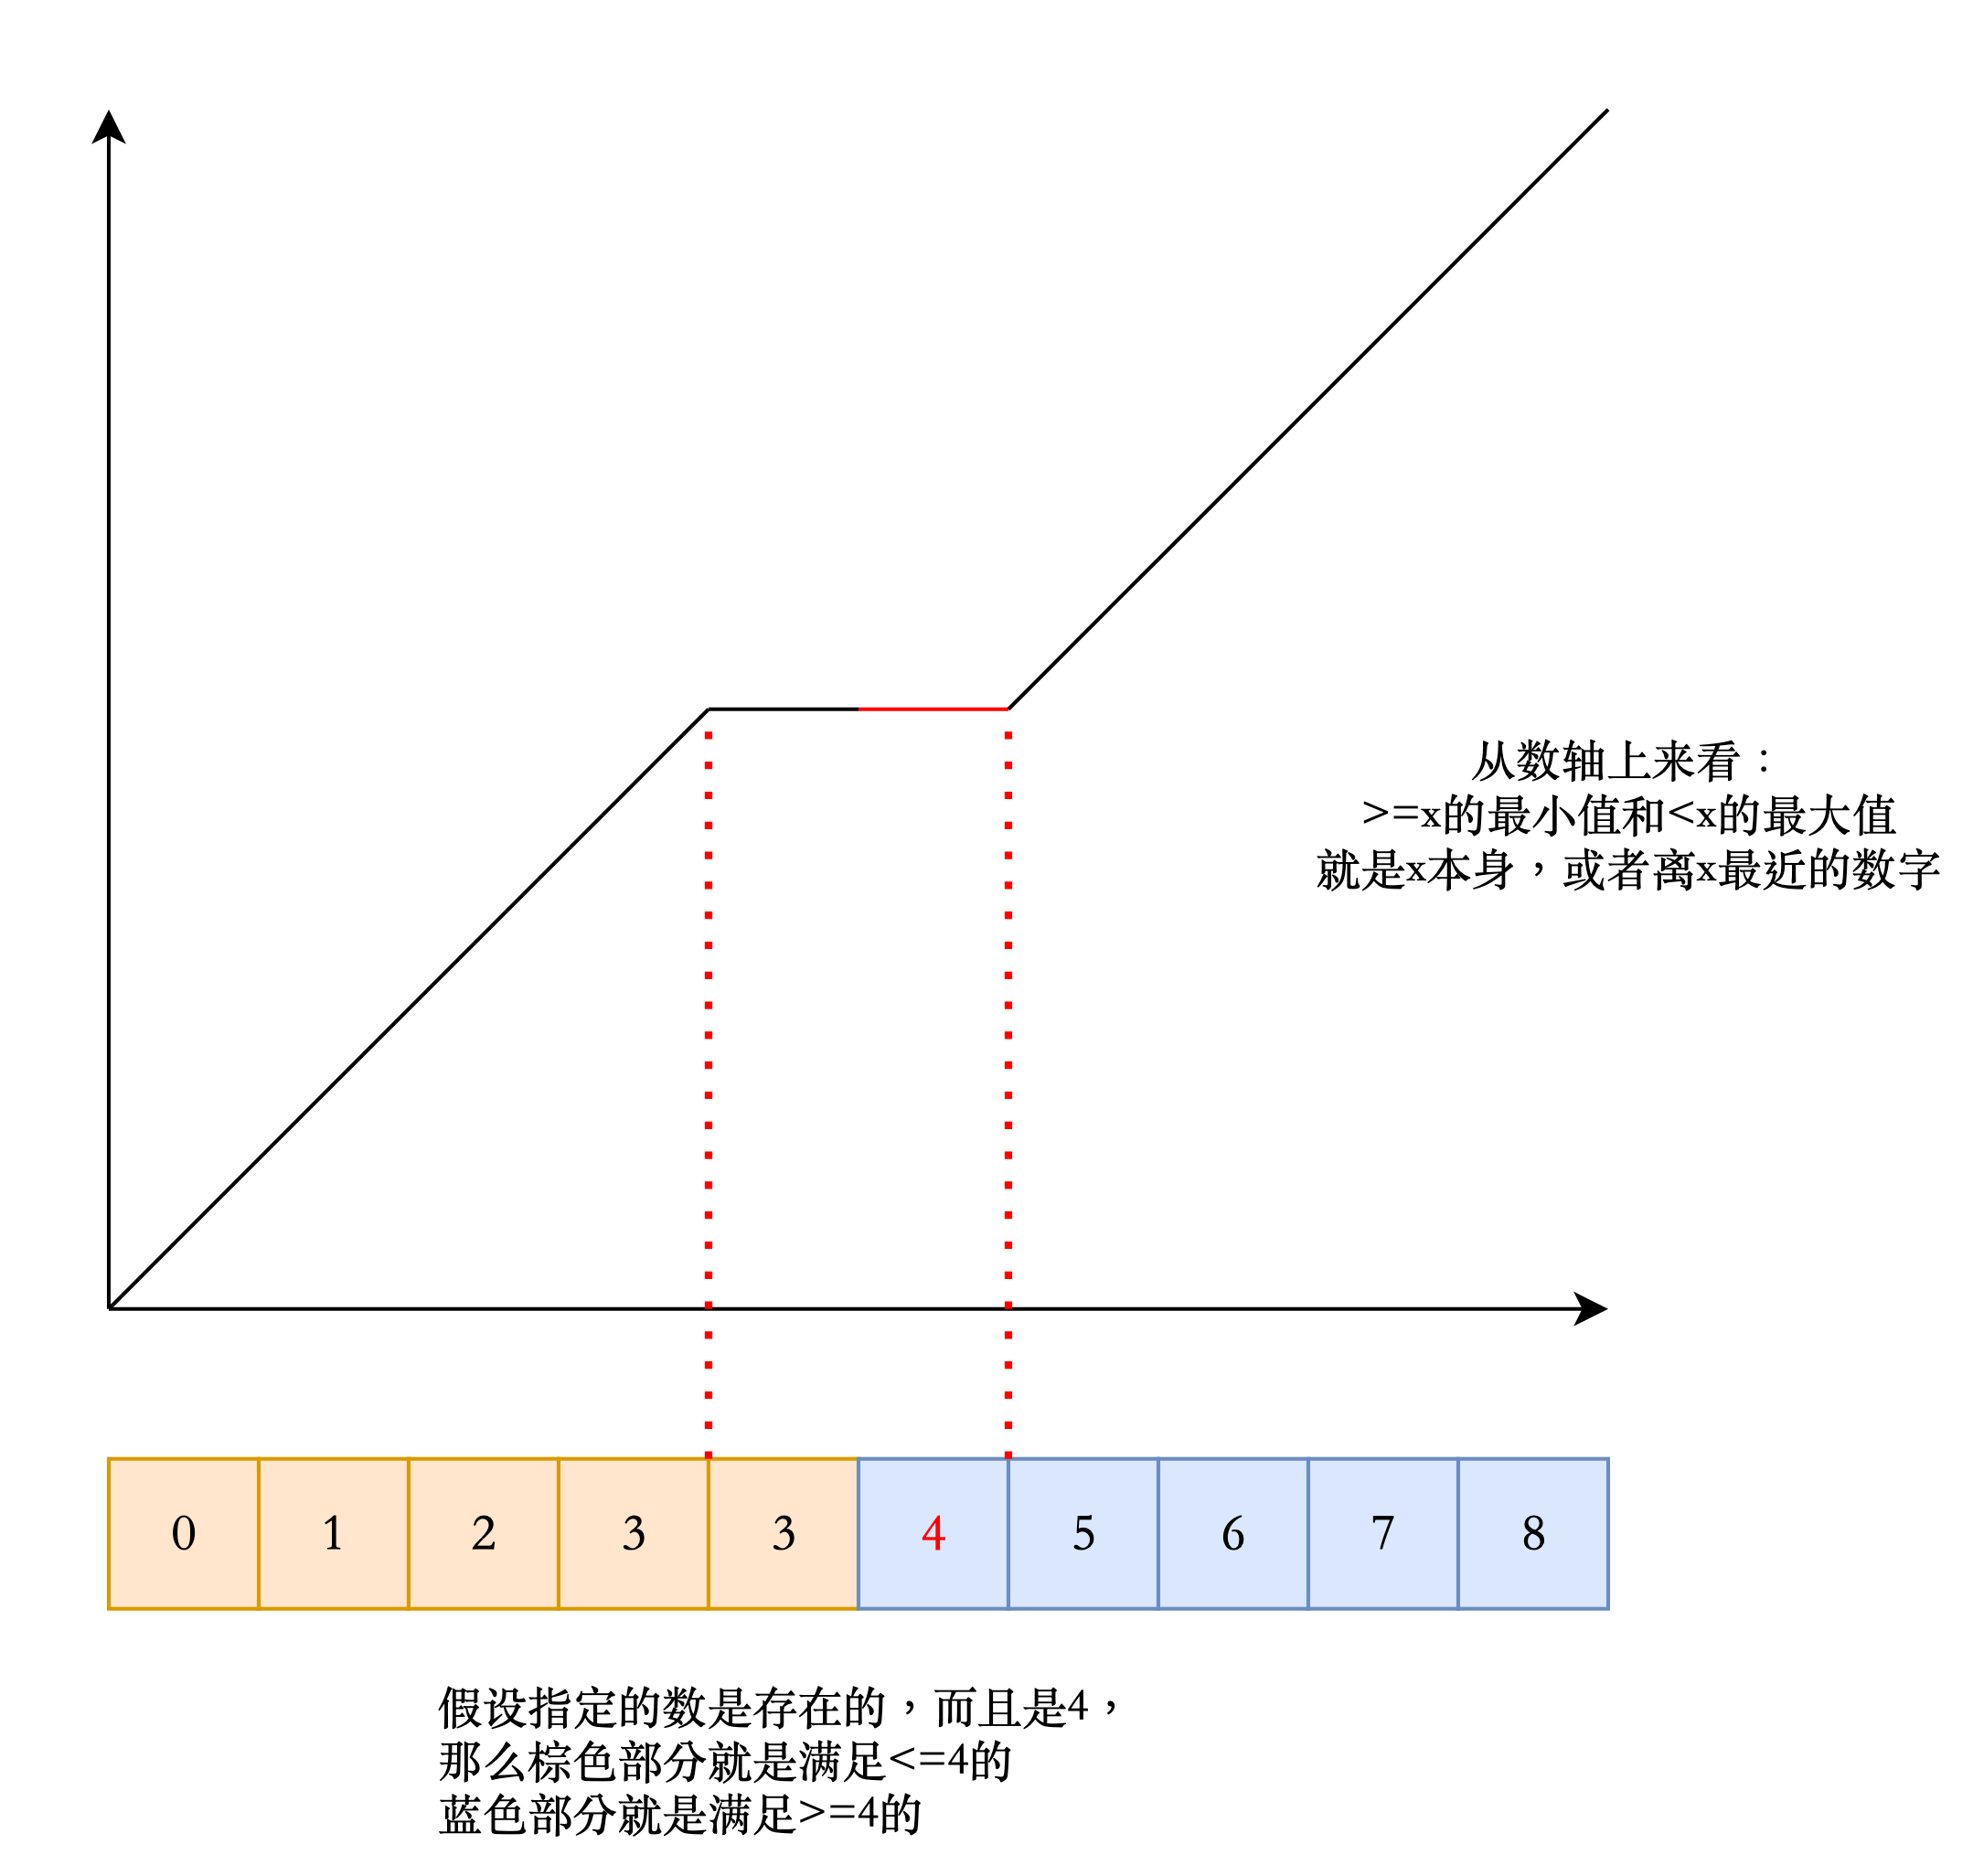 从数轴上来看：
>=x的最小值和<x的最大值
就是x本身，或者离x最近的数字
0 1 2 3 3 4 5 6 7 8
假设指定的数是存在的，而且是4，
那么棕色部分就是满足<=4的
蓝色部分就是满足>=4的